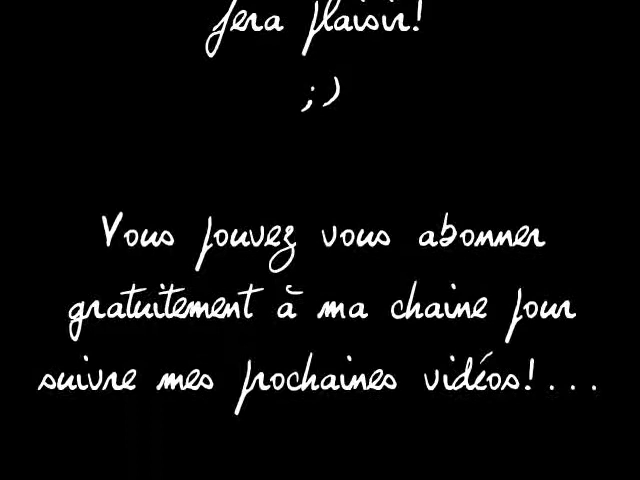 fera plaisir!
;)
Vous pouvez vous abonner
gratuitement à ma chaine pour
suivre mes prochaines vidéos!...